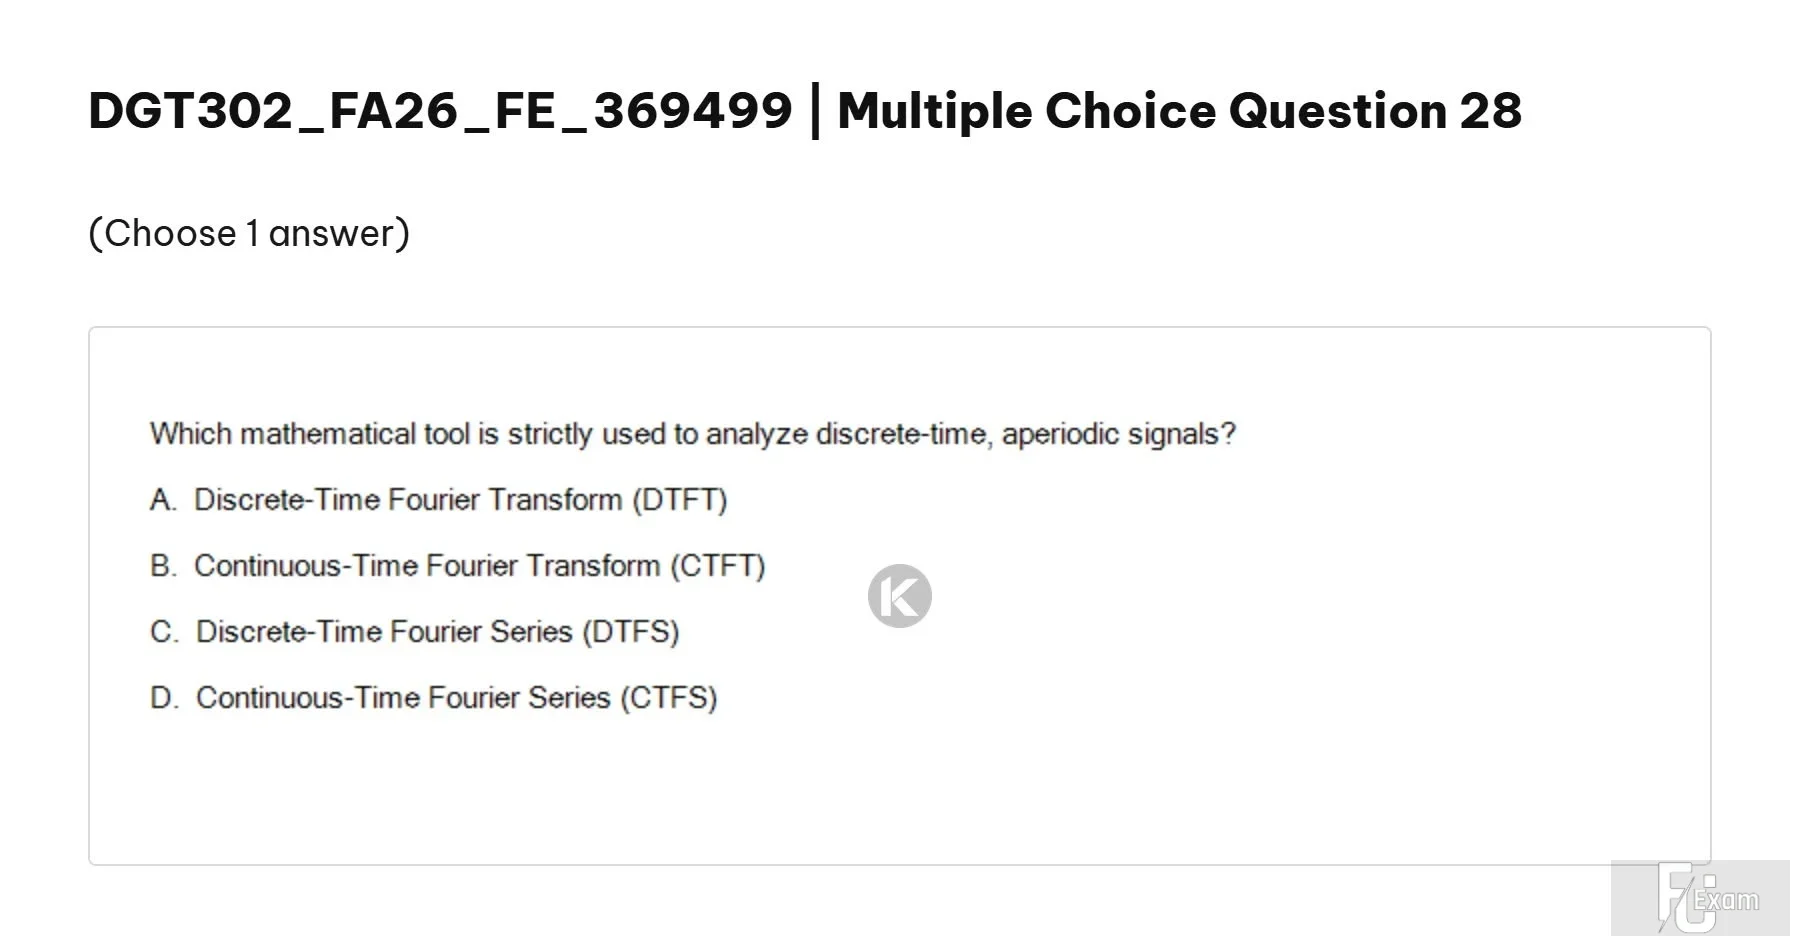 DGT302_FA26_FE_369499 | Multiple Choice Question 28
(Choose 1 answer)
Which mathematical tool is strictly used to analyze discrete-time, aperiodic signals?
A. Discrete-Time Fourier Transform (DTFT)
B. Continuous-Time Fourier Transform (CTFT)
K
C. Discrete-Time Fourier Series (DTFS)
D. Continuous-Time Fourier Series (CTFS)
Exam